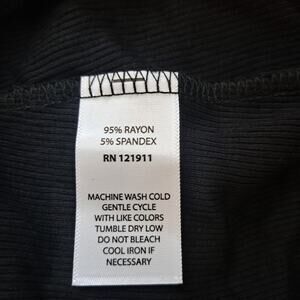 95% RAYON
5% SPANDEX
RN 121911
MACHINE WASH COLD
GENTLE CYCLE
WITH LIKE COLORS
TUMBLE DRY LOW
DO NOT BLEACH
COOL IRON IF
NECESSARY